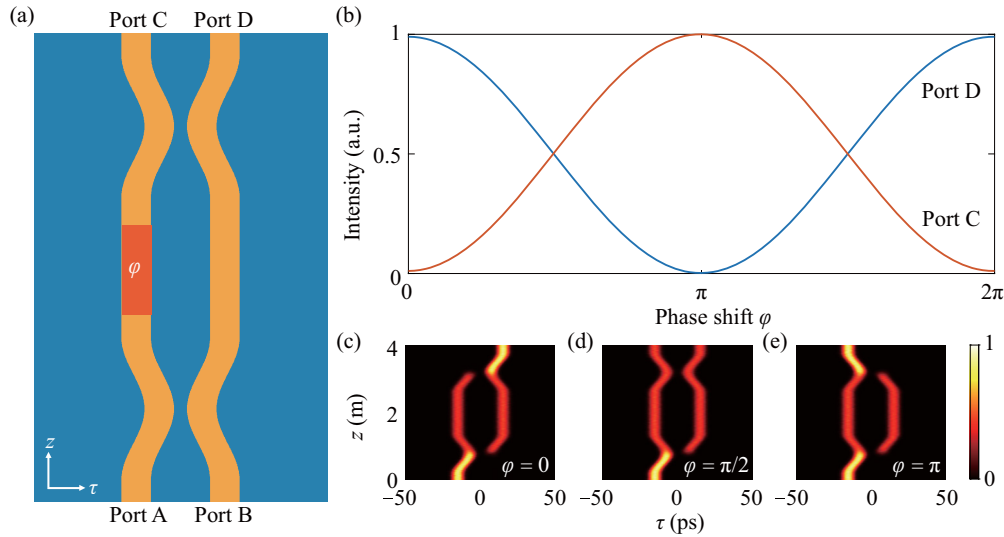 (a)
Port C Port D
φ
z
τ
Port A Port B
(b)
Intensity (a.u.)
1
0.5
0
Port D
Port C
0 π 2π
Phase shift φ
(c) (d) (e)
z (m)
4
2
0
φ = 0 φ = π/2 φ = π
−50 0 50 −50 0 50 −50 0 50
τ (ps)
1
0